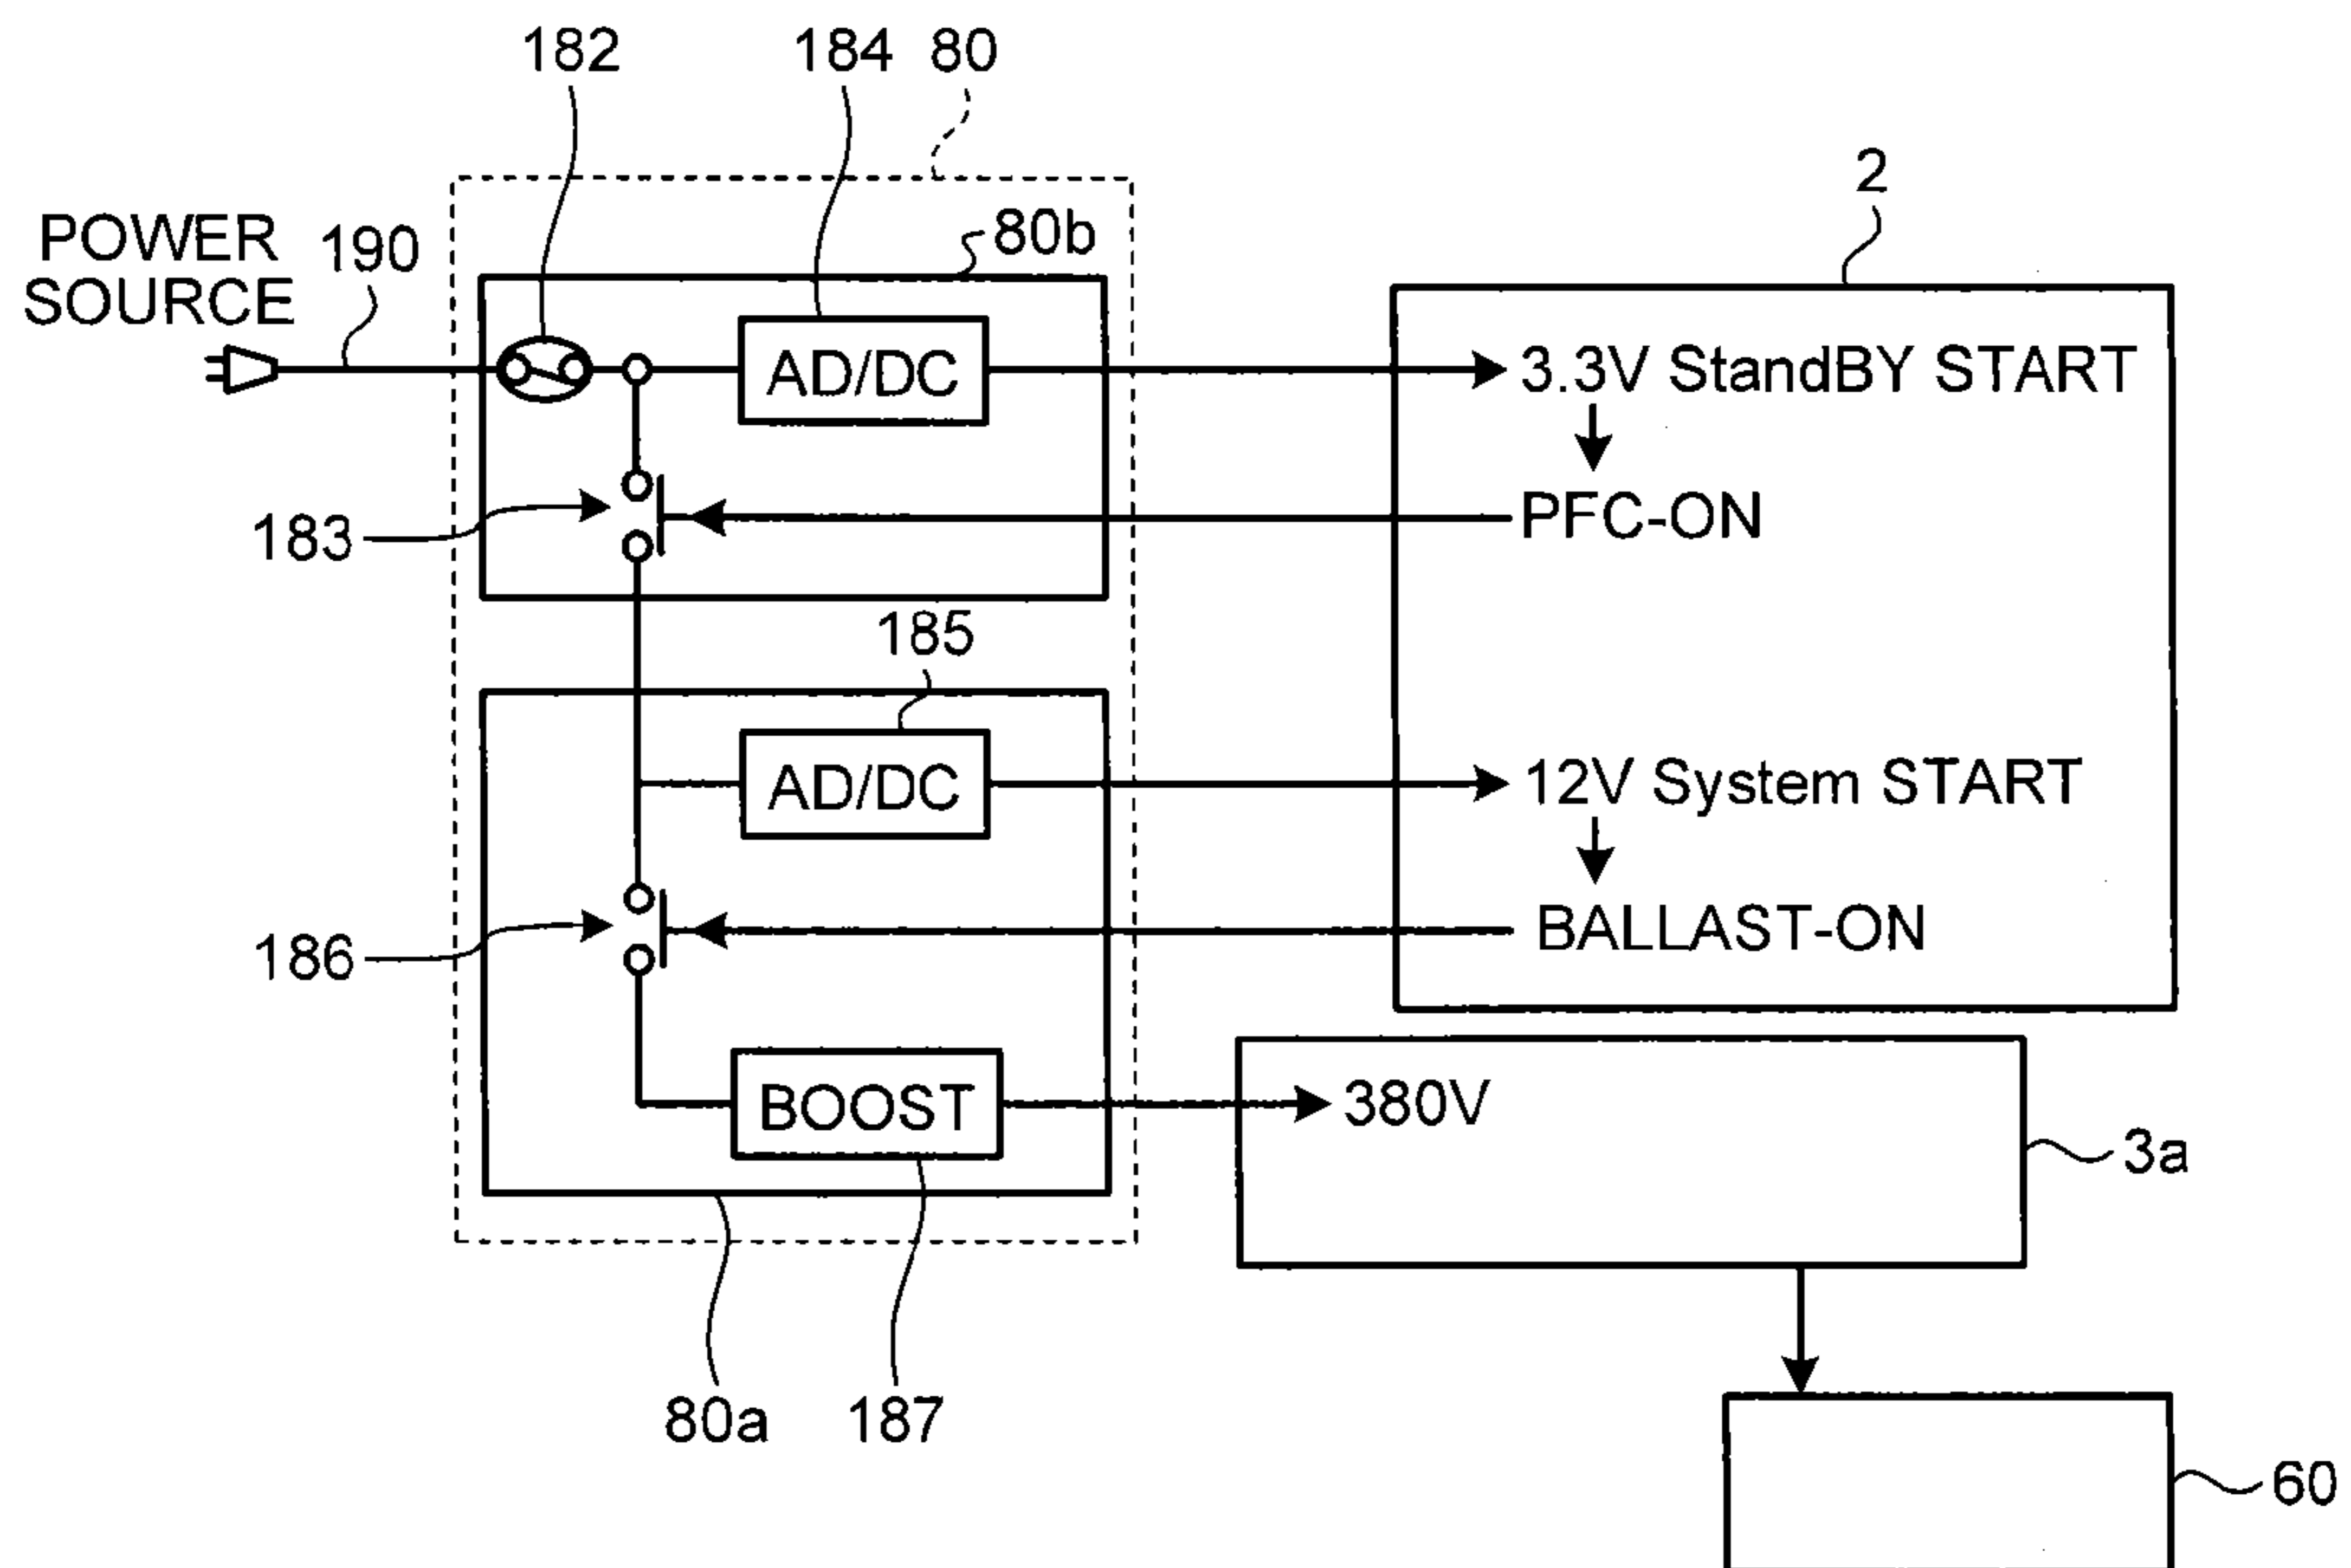 182
184
80
2
80b
POWER
SOURCE
190
AD/DC
3.3V StandBY START
PFC-ON
183
185
AD/DC
12V System START
BALLAST-ON
186
BOOST
380V
3a
80a
187
60